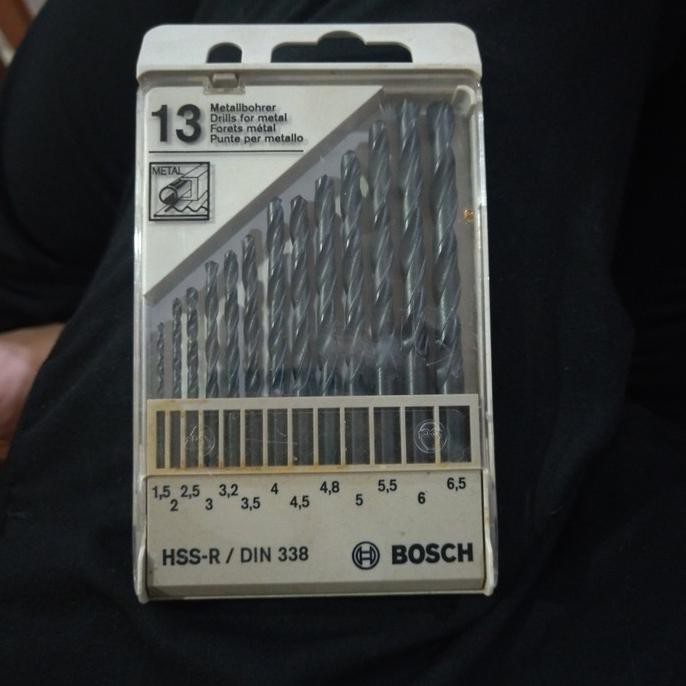 13
Metallbohrer
Drills for metal
Forets métal
Punte per metallo
METAL
1,5 2 2,5 3 3,2 3,5 4 4,5 4,8 5 5,5 6 6,5
HSS-R / DIN 338
BOSCH